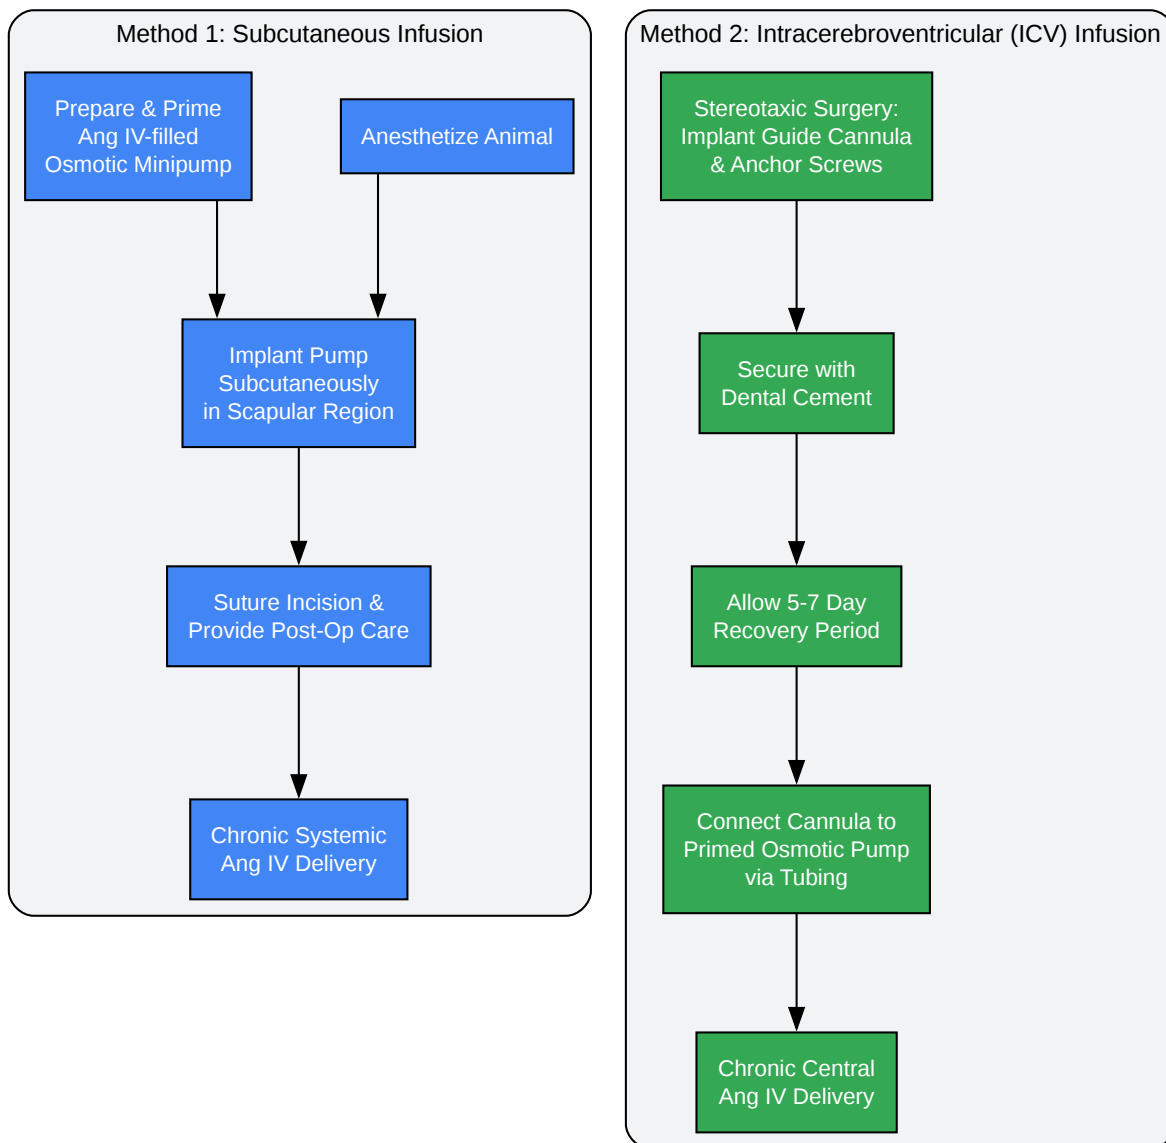 Method 1: Subcutaneous Infusion
Prepare & Prime
Ang IV-filled
Osmotic Minipump
Anesthetize Animal
Implant Pump
Subcutaneously
in Scapular Region
Suture Incision &
Provide Post-Op Care
Chronic Systemic
Ang IV Delivery
Method 2: Intracerebroventricular (ICV) Infusion
Stereotaxic Surgery:
Implant Guide Cannula
& Anchor Screws
Secure with
Dental Cement
Allow 5-7 Day
Recovery Period
Connect Cannula to
Primed Osmotic Pump
via Tubing
Chronic Central
Ang IV Delivery